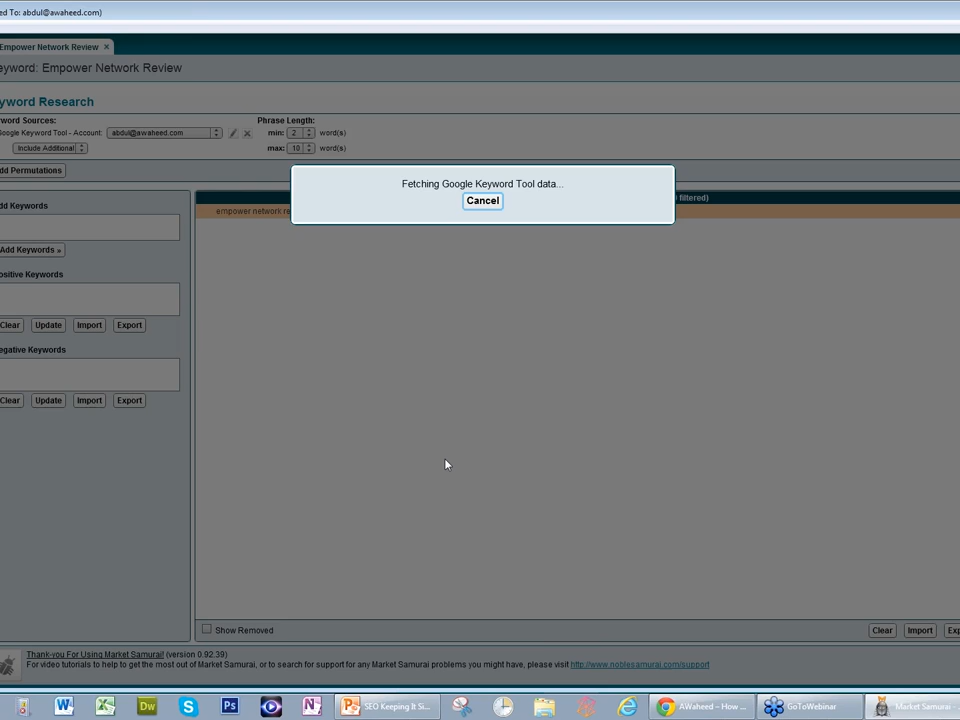 ed To: abdul@awaheed.com)
Empower Network Review ×
eyword: Empower Network Review
yword Research
word Sources:
Phrase Length:
Google Keyword Tool - Account: abdul@awaheed.com
min: 2 word(s)
Include Additional
max: 10 word(s)
dd Permutations
Fetching Google Keyword Tool data...
Cancel
dd Keywords
filtered)
empower network re
Add Keywords »
ositive Keywords
Clear Update Import Export
egative Keywords
Clear Update Import Export
Show Removed
Clear Import Exp
Thank-you For Using Market Samurai! (version 0.92.39)
For video tutorials to help to get the most out of Market Samurai, or to search for support for any Market Samurai problems you might have, please visit http://www.noblesamurai.com/support
SEO Keeping It Si... AWaheed – How ... GoToWebinar Market Samurai -